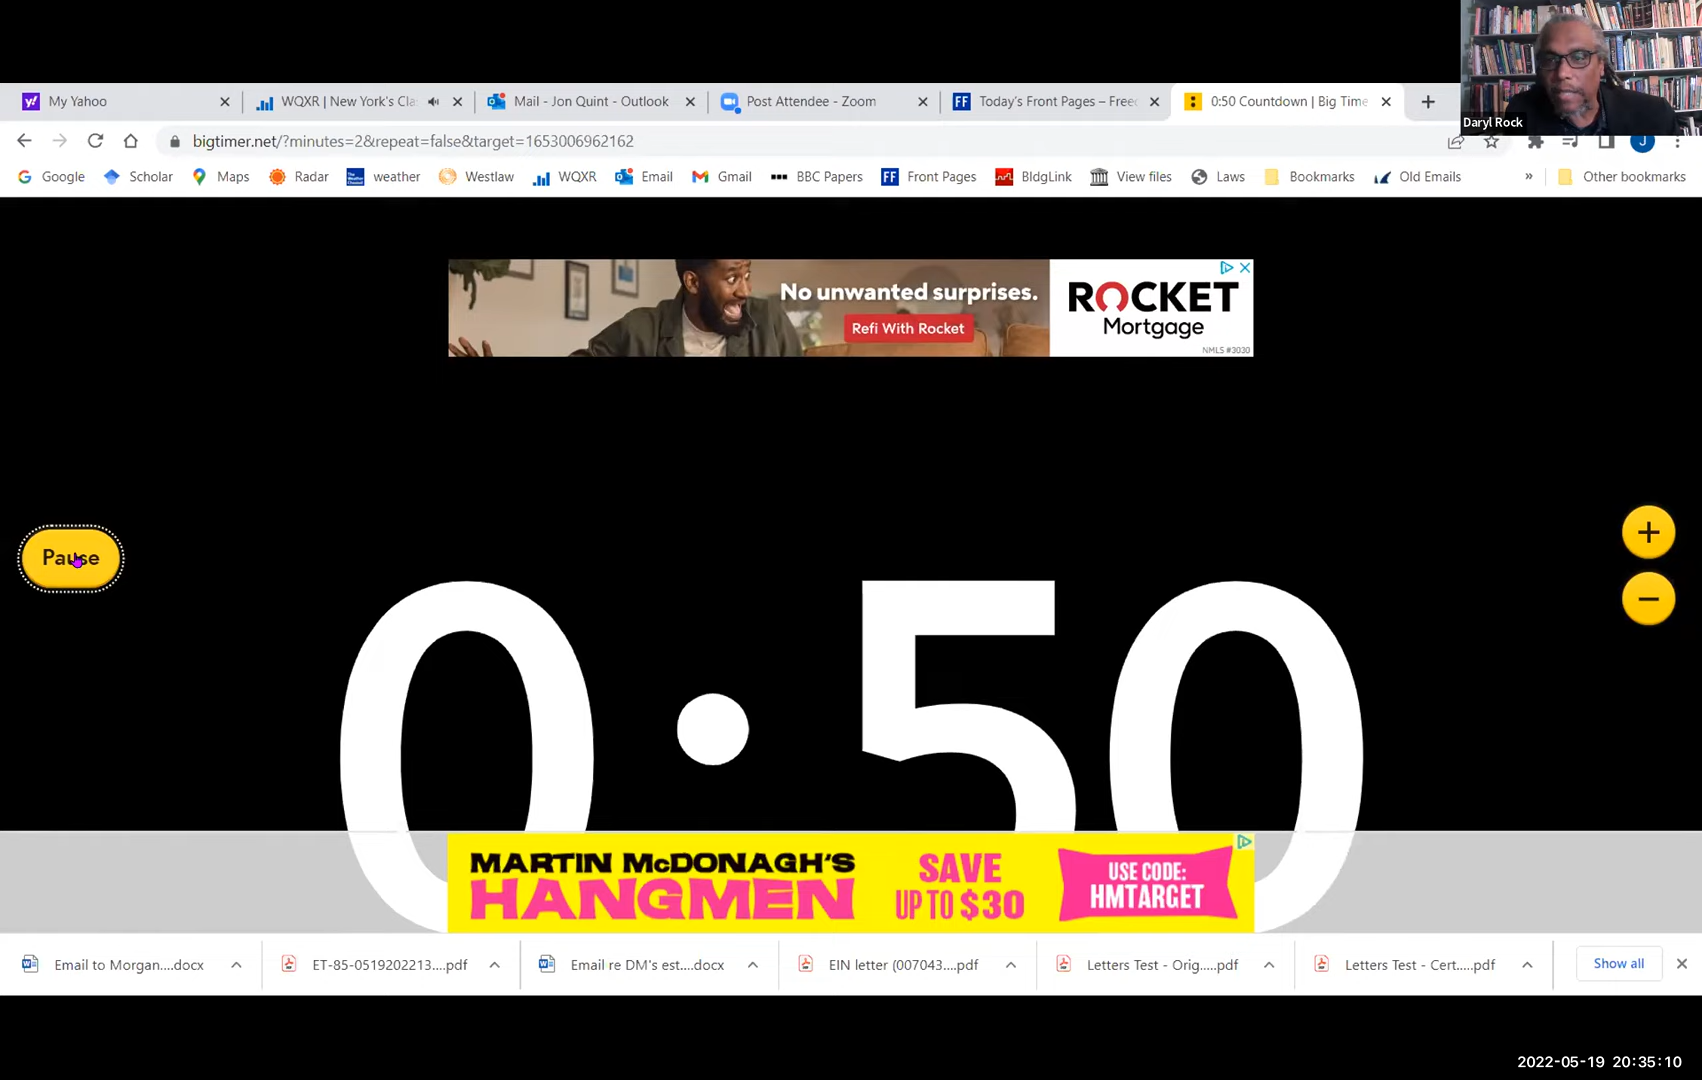 Daryl Rock
My Yahoo
WQXR | New York's Cla
Mail - Jon Quint - Outlook
Post Attendee - Zoom
Today's Front Pages – Freed
0:50 Countdown | Big Time
bigtimer.net/?minutes=2&repeat=false&target=1653006962162
J
Google
Scholar
Maps
Radar
weather
Westlaw
WQXR
Email
Gmail
BBC Papers
FF Front Pages
BldgLink
View files
Laws
Bookmarks
Old Emails
»
Other bookmarks
No unwanted surprises.
Refi With Rocket
ROCKET
Mortgage
NMLS #3030
Pause
+
−
0:50
MARTIN McDONAGH'S
HANGMEN
SAVE
UP TO $30
USE CODE:
HMTARGET
Email to Morgan....docx
ET-85-0519202213....pdf
Email re DM's est....docx
EIN letter (007043....pdf
Letters Test - Orig.....pdf
Letters Test - Cert.....pdf
Show all
2022-05-19 20:35:10